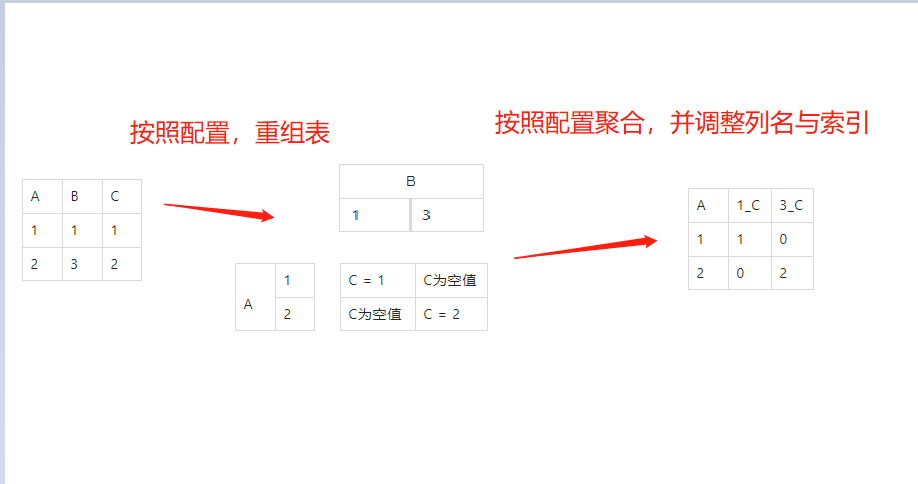 按照配置，重组表
按照配置聚合，并调整列名与索引
A B C
1 1 1
2 3 2
B
1 3
A
1
2
C = 1 C为空值
C为空值 C = 2
A 1_C 3_C
1 1 0
2 0 2